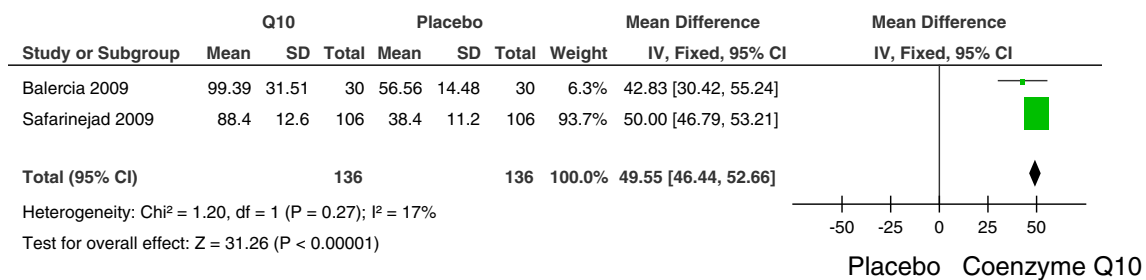 Q10 Placebo Mean Difference Mean Difference
Study or Subgroup Mean SD Total Mean SD Total Weight IV, Fixed, 95% CI IV, Fixed, 95% CI
Balercia 2009 99.39 31.51 30 56.56 14.48 30 6.3% 42.83 [30.42, 55.24]
Safarinejad 2009 88.4 12.6 106 38.4 11.2 106 93.7% 50.00 [46.79, 53.21]
Total (95% CI) 136 136 100.0% 49.55 [46.44, 52.66]
Heterogeneity: Chi² = 1.20, df = 1 (P = 0.27); I² = 17%
Test for overall effect: Z = 31.26 (P < 0.00001)
-50 -25 0 25 50
Placebo Coenzyme Q10